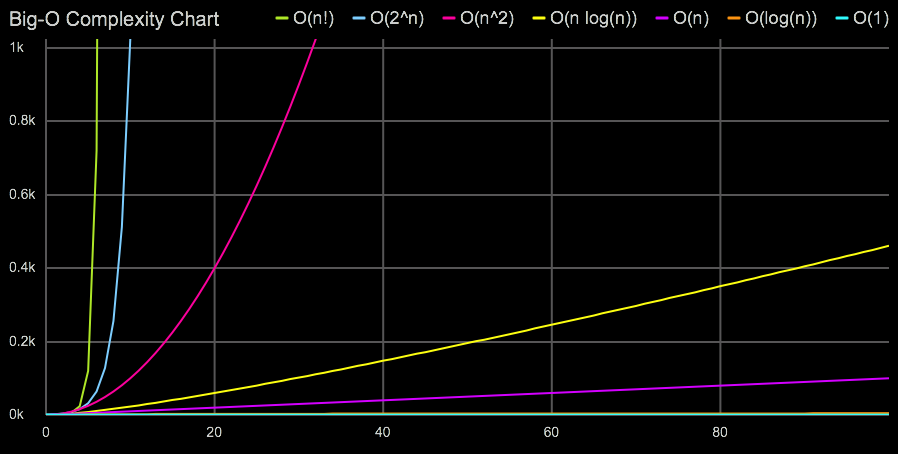 Big-O Complexity Chart O(n!) O(2^n) O(n^2) O(n log(n)) O(n) O(log(n)) O(1)
1k
0.8k
0.6k
0.4k
0.2k
0k
0 20 40 60 80